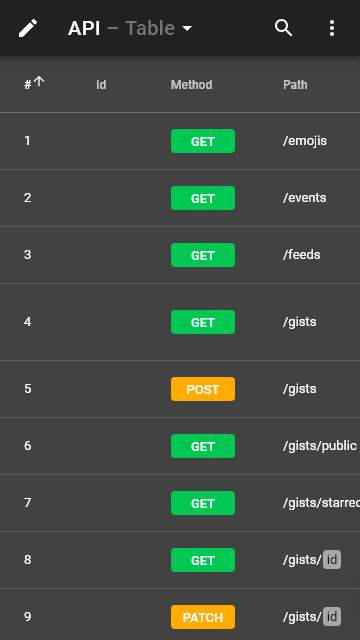 API – Table
# Id Method Path
1 GET /emojis
2 GET /events
3 GET /feeds
4 GET /gists
5 POST /gists
6 GET /gists/public
7 GET /gists/starred
8 GET /gists/ id
9 PATCH /gists/ id